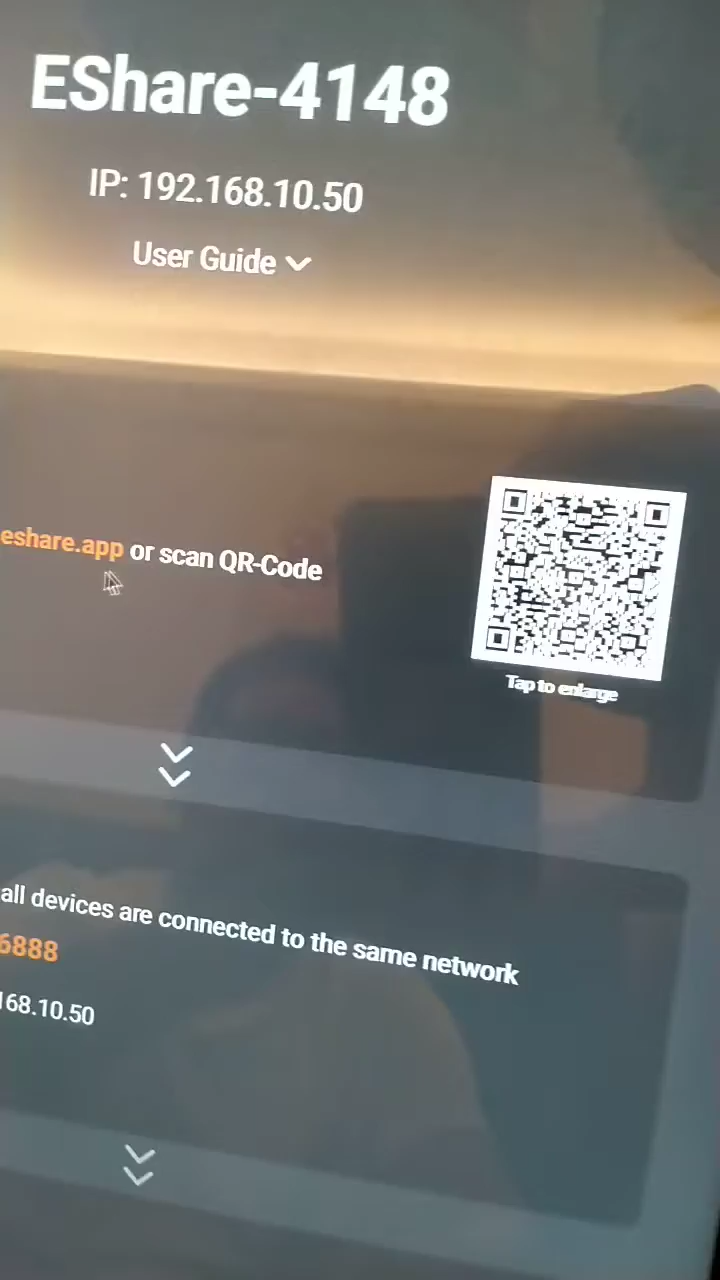 EShare-4148
IP: 192.168.10.50
User Guide
eshare.app or scan QR-Code
Tap to enlarge
all devices are connected to the same network
6888
168.10.50